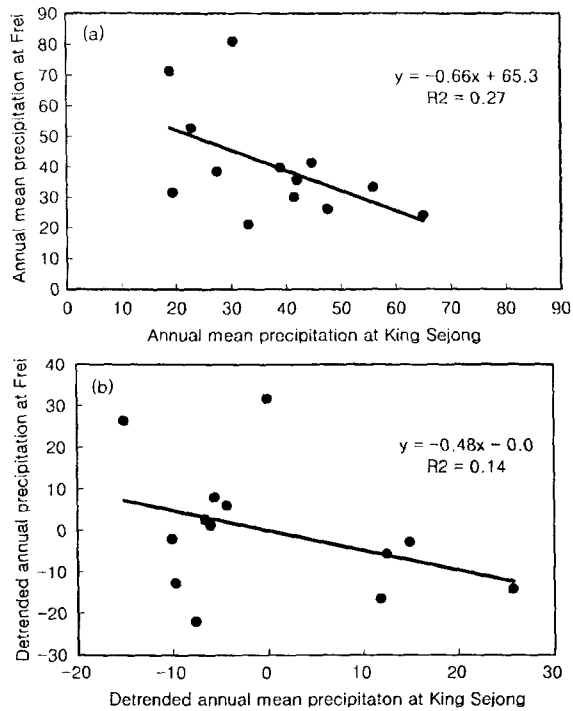 (a)
y = −0.66x + 65.3
R2 = 0.27
Annual mean precipitation at Frei
90
80
70
60
50
40
30
20
10
0
0 10 20 30 40 50 60 70 80 90
Annual mean precipitation at King Sejong
(b)
y = −0.48x − 0.0
R2 = 0.14
Detrended annual precipitation at Frei
40
30
20
10
0
−10
−20
−30
−20 −10 0 10 20 30
Detrended annual mean precipitaton at King Sejong